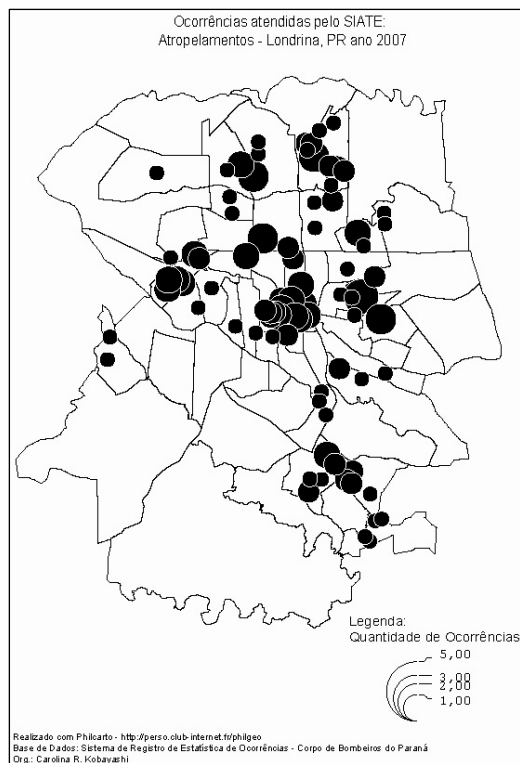 Ocorrências atendidas pelo SIATE:
Atropelamentos - Londrina, PR ano 2007
Legenda:
Quantidade de Ocorrências
5,00
3,00
2,00
1,00
Realizado com Philcarto - http://perso.club-internet.fr/philgeo
Base de Dados: Sistema de Registro de Estatística de Ocorrências - Corpo de Bombeiros do Paraná
Org.: Carolina R. Kobayashi